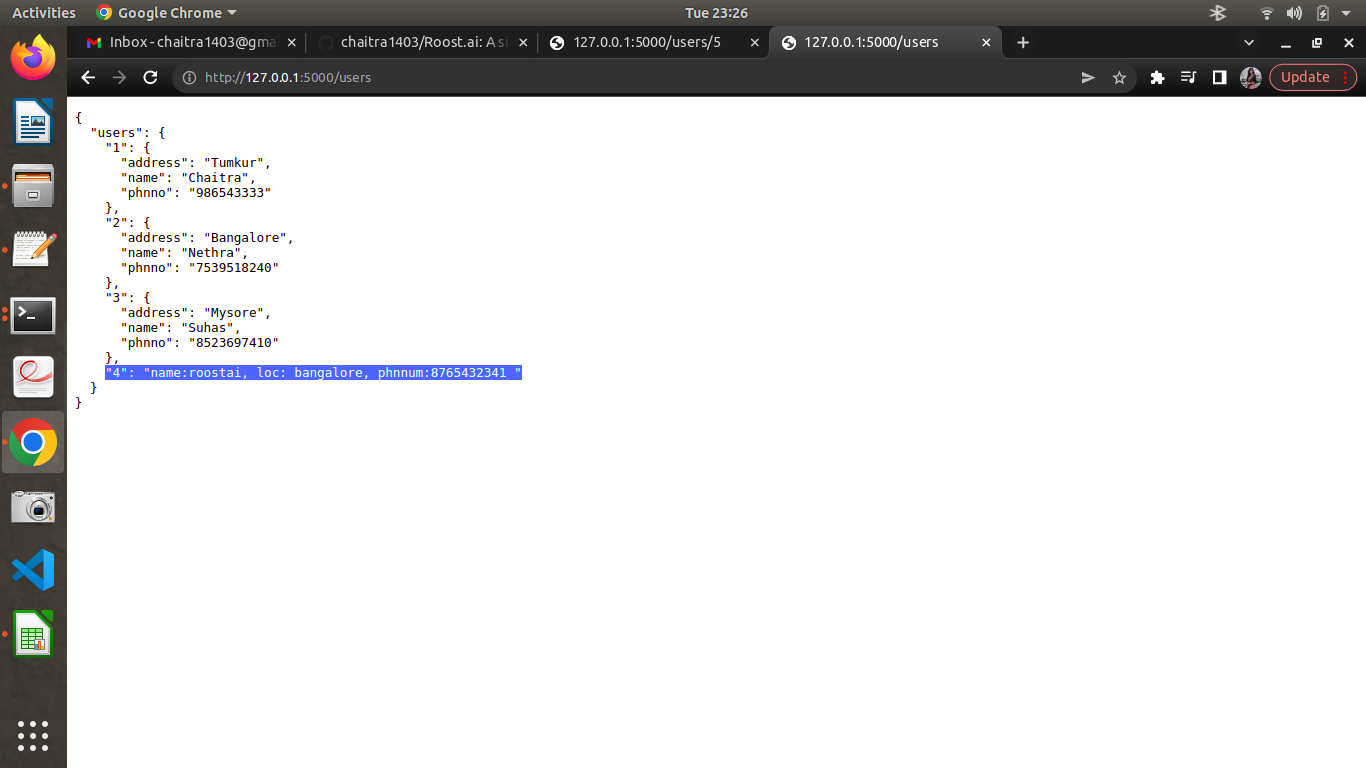 Activities
Google Chrome
Tue 23:26
Inbox - chaitra1403@gma
chaitra1403/Roost.ai: A si
127.0.0.1:5000/users/5
127.0.0.1:5000/users
http://127.0.0.1:5000/users
Update
{
  "users": {
    "1": {
      "address": "Tumkur",
      "name": "Chaitra",
      "phnno": "986543333"
    },
    "2": {
      "address": "Bangalore",
      "name": "Nethra",
      "phnno": "7539518240"
    },
    "3": {
      "address": "Mysore",
      "name": "Suhas",
      "phnno": "8523697410"
    },
    "4": "name:roostai, loc: bangalore, phnnum:8765432341 "
  }
}